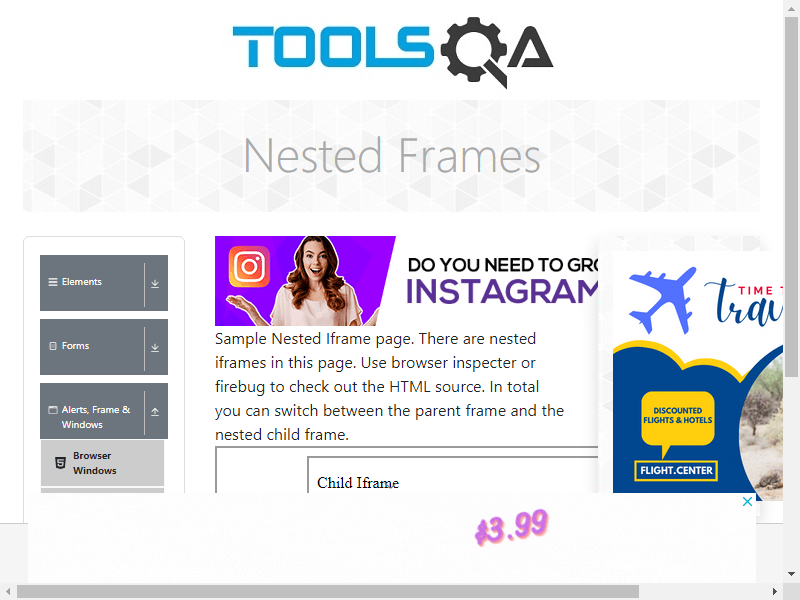 TOOLSQA
Nested Frames
Elements
Forms
Alerts, Frame &
Windows
Browser
Windows
DO YOU NEED TO GRO
INSTAGRAM
Sample Nested Iframe page. There are nested
iframes in this page. Use browser inspecter or
firebug to check out the HTML source. In total
you can switch between the parent frame and the
nested child frame.
Child Iframe
TIME T
trav
DISCOUNTED
FLIGHTS & HOTELS
FLIGHT.CENTER
$3.99